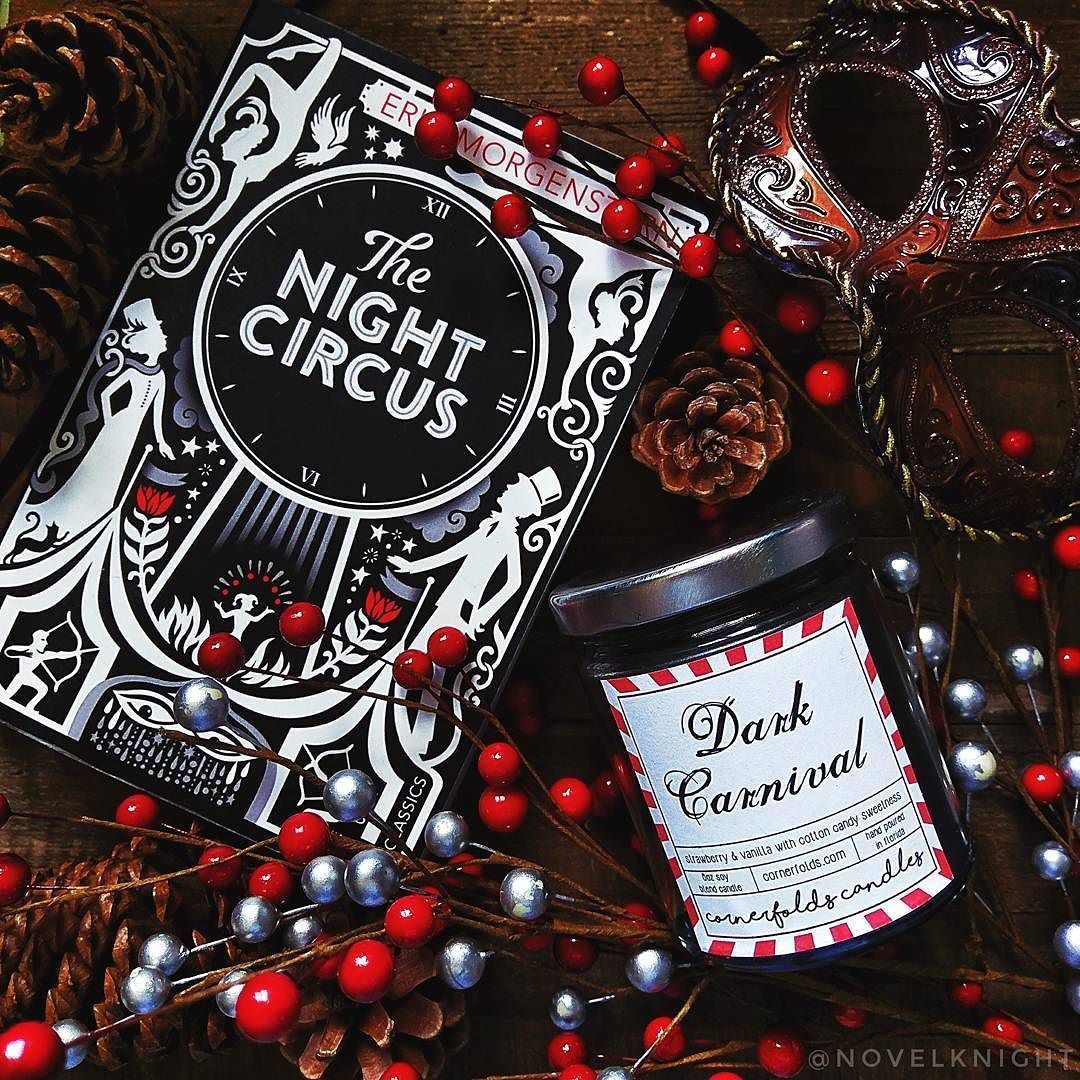 MORGENSTERN
XII
IX
III
VI
The
NIGHT
CIRCUS
CLASSICS
Dark
Carnival
strawberry & vanilla with cotton candy sweetness
8oz soy
blend candle
cornerfolds.com
hand poured
in florida
cornerfolds candles
@NOVELKNIGHT